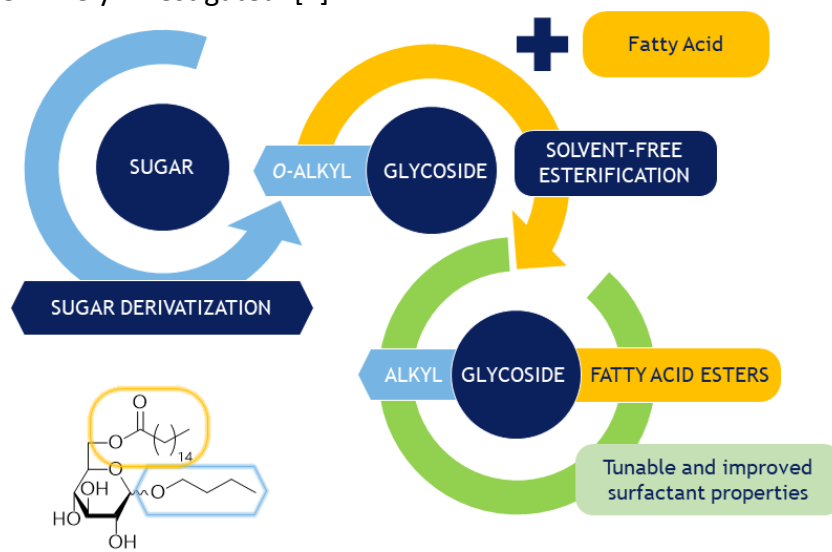 Fatty Acid
SUGAR
O-ALKYL
GLYCOSIDE
SOLVENT-FREE
ESTERIFICATION
SUGAR DERIVATIZATION
ALKYL
GLYCOSIDE
FATTY ACID ESTERS
Tunable and improved
surfactant properties
O
O
14
O
OH
O
HO
HO
OH